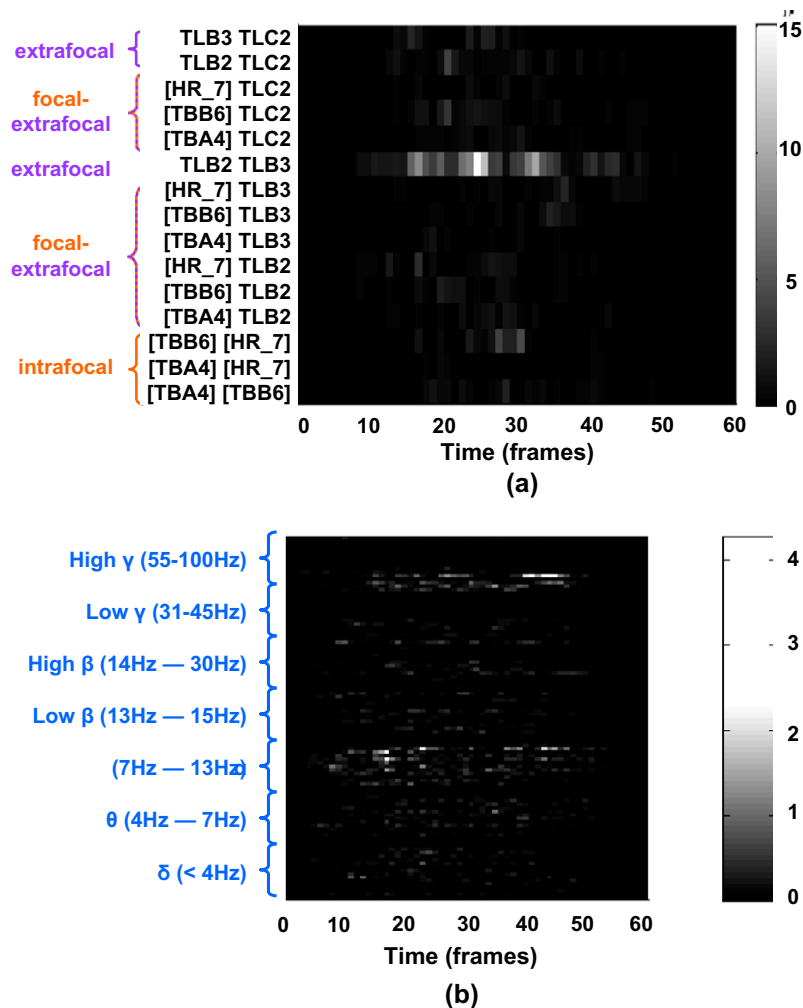 TLB3 TLC2
extrafocal
TLB2 TLC2
[HR_7] TLC2
focal-
extrafocal
[TBB6] TLC2
[TBA4] TLC2
extrafocal
TLB2 TLB3
[HR_7] TLB3
[TBB6] TLB3
[TBA4] TLB3
focal-
extrafocal
[HR_7] TLB2
[TBB6] TLB2
[TBA4] TLB2
[TBB6] [HR_7]
intrafocal
[TBA4] [HR_7]
[TBA4] [TBB6]
15
10
5
0
0 10 20 30 40 50 60
Time (frames)
(a)
High γ (55-100Hz)
Low γ (31-45Hz)
High β (14Hz — 30Hz)
Low β (13Hz — 15Hz)
(7Hz — 13Hz)
θ (4Hz — 7Hz)
δ (< 4Hz)
4
3
2
1
0
0 10 20 30 40 50 60
Time (frames)
(b)